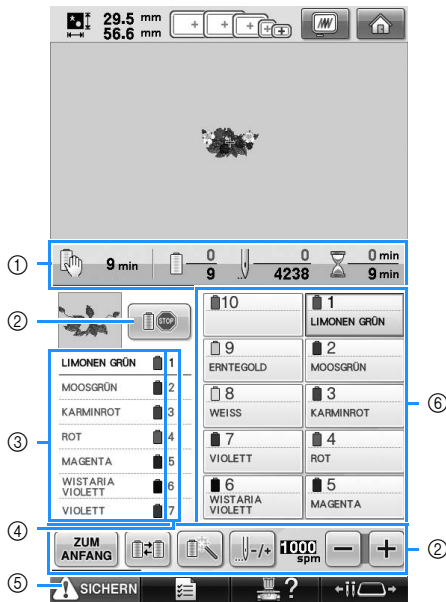 29.5 mm
56.6 mm
① 9 min 0 0 0 min
9 4238 9 min
② STOP
10
1
LIMONEN GRÜN
9
ERNTEGOLD
2
MOOSGRÜN
8
WEISS
3
KARMINROT
7
VIOLETT
4
ROT
6
WISTARIA
VIOLETT
5
MAGENTA
⑥
③
LIMONEN GRÜN 1
MOOSGRÜN 2
KARMINROT 3
ROT 4
MAGENTA 5
WISTARIA
VIOLETT 6
VIOLETT 7
④
ZUM
ANFANG
-/+
1000
spm
− +
②
⑤ SICHERN ?